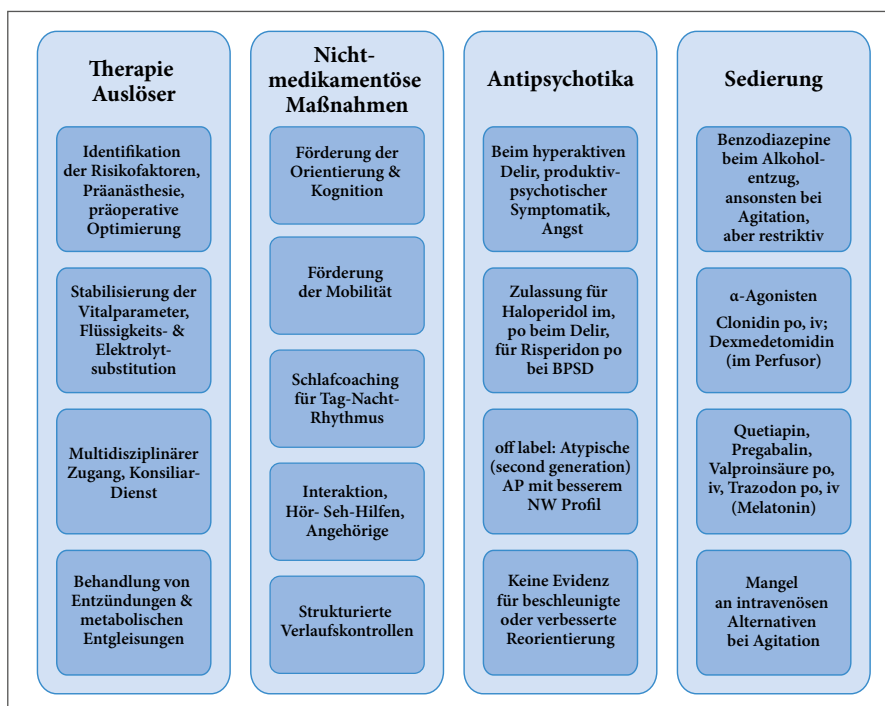 Therapie
Auslöser
Identifikation
der Risikofaktoren,
Präanästhesie,
präoperative
Optimierung
Stabilisierung der
Vitalparameter,
Flüssigkeits- &
Elektrolyt-
substitution
Multidisziplinärer
Zugang, Konsiliar-
Dienst
Behandlung von
Entzündungen &
metabolischen
Entgleisungen
Nicht-
medikamentöse
Maßnahmen
Förderung der
Orientierung &
Kognition
Förderung
der Mobilität
Schlafcoaching
für Tag-Nacht-
Rhythmus
Interaktion,
Hör- Seh-Hilfen,
Angehörige
Strukturierte
Verlaufskontrollen
Antipsychotika
Beim hyperaktiven
Delir, produktiv-
psychotischer
Symptomatik,
Angst
Zulassung für
Haloperidol im,
po beim Delir,
für Risperidon po
bei BPSD
off label: Atypische
(second generation)
AP mit besserem
NW Profil
Keine Evidenz
für beschleunigte
oder verbesserte
Reorientierung
Sedierung
Benzodiazepine
beim Alkohol-
entzug,
ansonsten bei
Agitation,
aber restriktiv
α-Agonisten
Clonidin po, iv;
Dexmedetomidin
(im Perfusor)
Quetiapin,
Pregabalin,
Valproinsäure po,
iv, Trazodon po, iv
(Melatonin)
Mangel
an intravenösen
Alternativen
bei Agitation